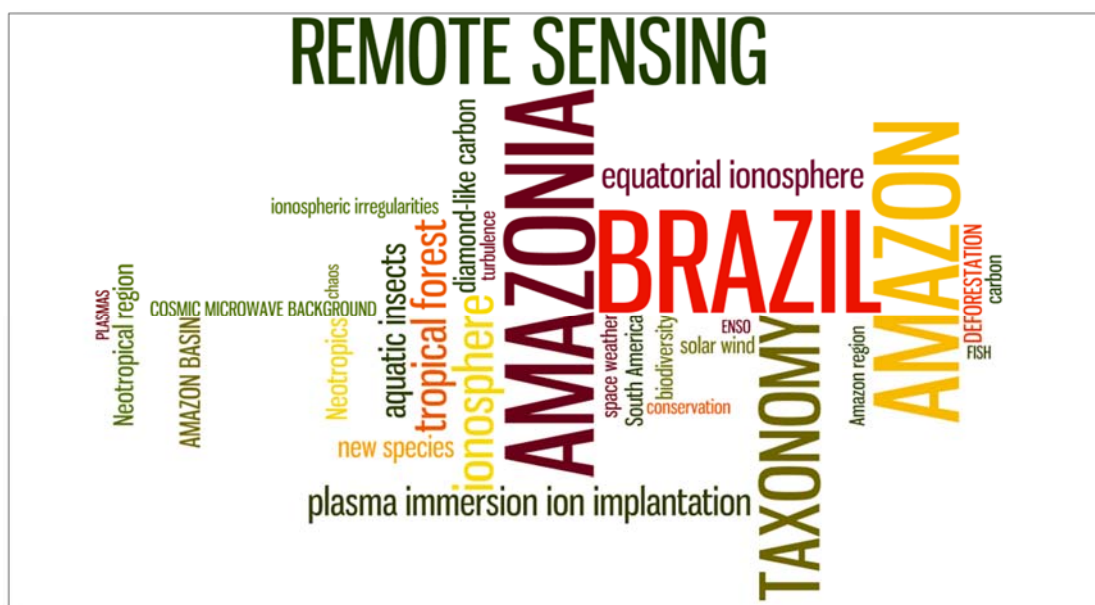 REMOTE SENSING
AMAZONIA
diamond-like carbon
equatorial ionosphere
AMAZON
ionospheric irregularities
BRAZIL
turbulence
tropical forest
DEFORESTATION
carbon
aquatic insects
chaos
Neotropical region
PLASMAS
COSMIC MICROWAVE BACKGROUND
ionosphere
AMAZON BASIN
Neotropics
space weather
South America
biodiversity
ENSO
solar wind
TAXONOMY
Amazon region
FISH
conservation
new species
plasma immersion ion implantation